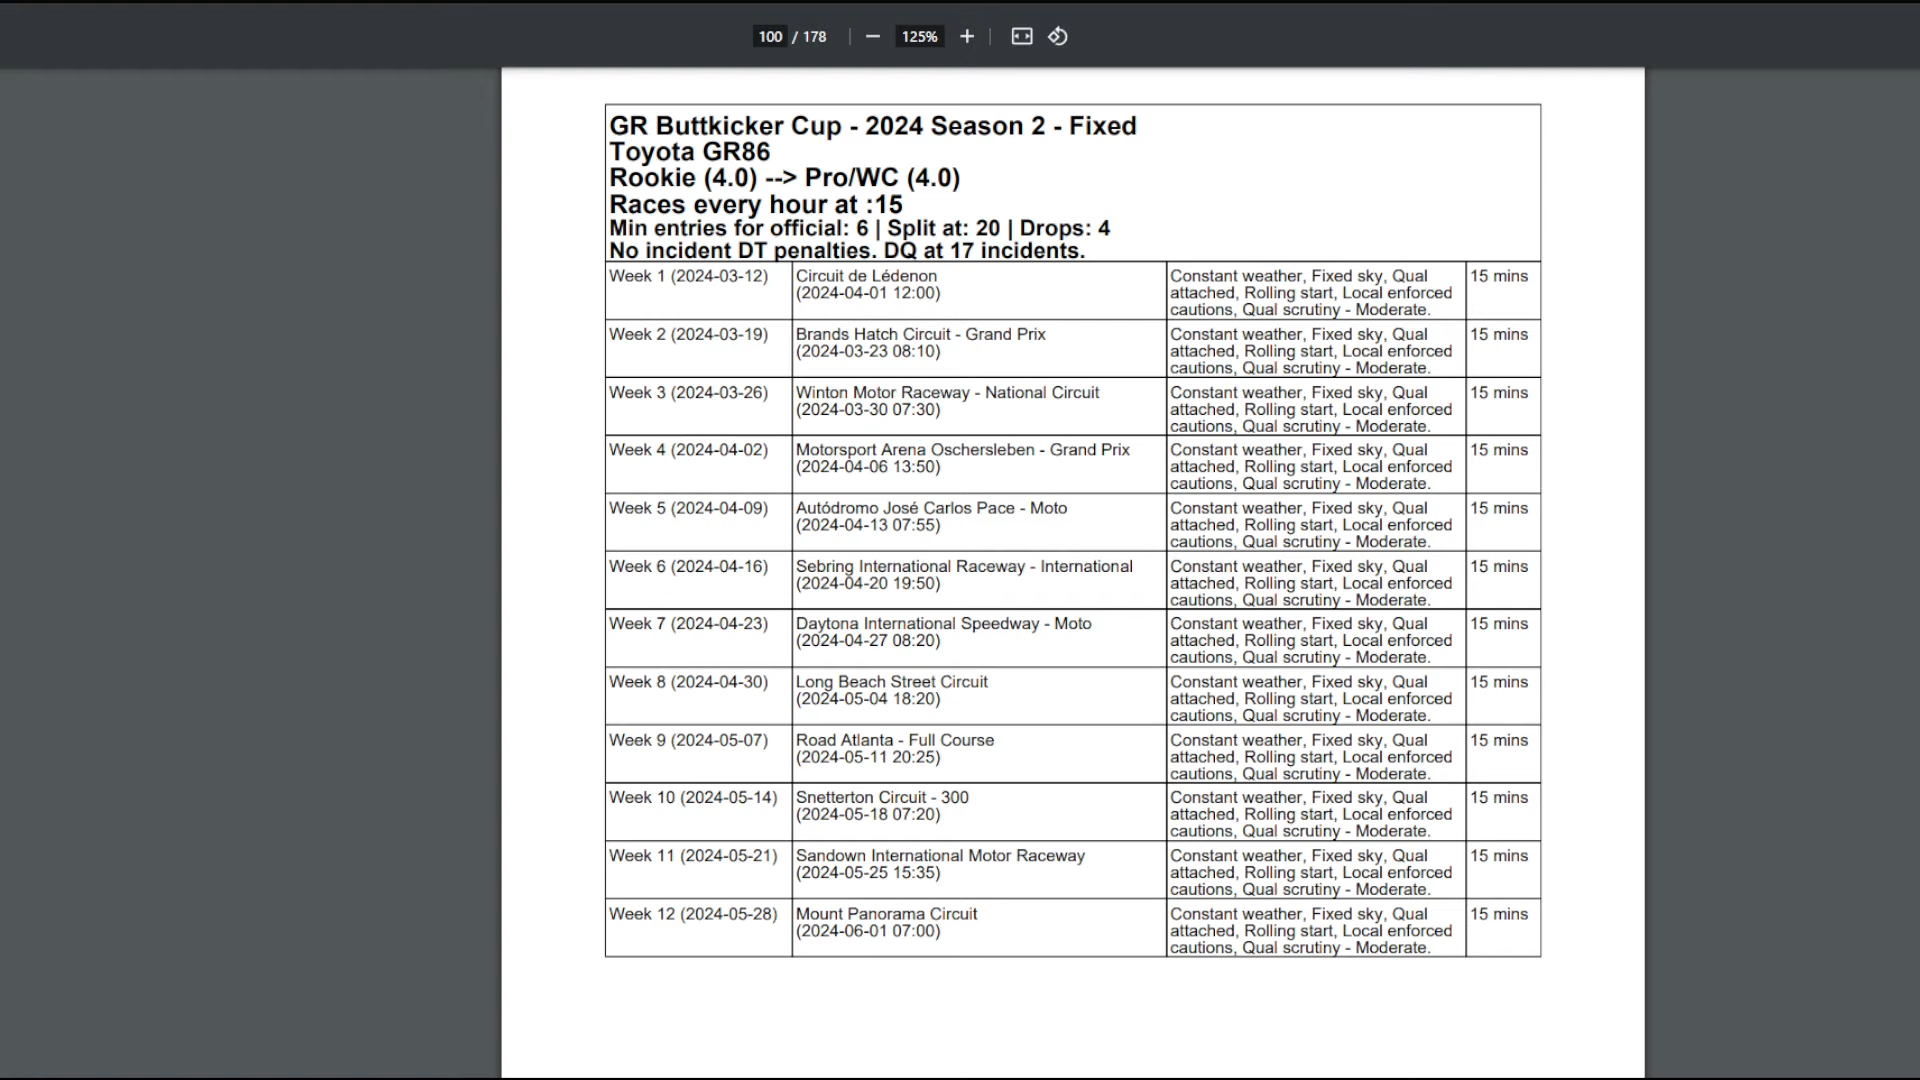 100 / 178
125%
GR Buttkicker Cup - 2024 Season 2 - Fixed
Toyota GR86
Rookie (4.0) --> Pro/WC (4.0)
Races every hour at :15
Min entries for official: 6 | Split at: 20 | Drops: 4
No incident DT penalties. DQ at 17 incidents.
Week 1 (2024-03-12)
Circuit de Lédenon
(2024-04-01 12:00)
Constant weather, Fixed sky, Qual
attached, Rolling start, Local enforced
cautions, Qual scrutiny - Moderate.
15 mins
Week 2 (2024-03-19)
Brands Hatch Circuit - Grand Prix
(2024-03-23 08:10)
Constant weather, Fixed sky, Qual
attached, Rolling start, Local enforced
cautions, Qual scrutiny - Moderate.
15 mins
Week 3 (2024-03-26)
Winton Motor Raceway - National Circuit
(2024-03-30 07:30)
Constant weather, Fixed sky, Qual
attached, Rolling start, Local enforced
cautions, Qual scrutiny - Moderate.
15 mins
Week 4 (2024-04-02)
Motorsport Arena Oschersleben - Grand Prix
(2024-04-06 13:50)
Constant weather, Fixed sky, Qual
attached, Rolling start, Local enforced
cautions, Qual scrutiny - Moderate.
15 mins
Week 5 (2024-04-09)
Autódromo José Carlos Pace - Moto
(2024-04-13 07:55)
Constant weather, Fixed sky, Qual
attached, Rolling start, Local enforced
cautions, Qual scrutiny - Moderate.
15 mins
Week 6 (2024-04-16)
Sebring International Raceway - International
(2024-04-20 19:50)
Constant weather, Fixed sky, Qual
attached, Rolling start, Local enforced
cautions, Qual scrutiny - Moderate.
15 mins
Week 7 (2024-04-23)
Daytona International Speedway - Moto
(2024-04-27 08:20)
Constant weather, Fixed sky, Qual
attached, Rolling start, Local enforced
cautions, Qual scrutiny - Moderate.
15 mins
Week 8 (2024-04-30)
Long Beach Street Circuit
(2024-05-04 18:20)
Constant weather, Fixed sky, Qual
attached, Rolling start, Local enforced
cautions, Qual scrutiny - Moderate.
15 mins
Week 9 (2024-05-07)
Road Atlanta - Full Course
(2024-05-11 20:25)
Constant weather, Fixed sky, Qual
attached, Rolling start, Local enforced
cautions, Qual scrutiny - Moderate.
15 mins
Week 10 (2024-05-14)
Snetterton Circuit - 300
(2024-05-18 07:20)
Constant weather, Fixed sky, Qual
attached, Rolling start, Local enforced
cautions, Qual scrutiny - Moderate.
15 mins
Week 11 (2024-05-21)
Sandown International Motor Raceway
(2024-05-25 15:35)
Constant weather, Fixed sky, Qual
attached, Rolling start, Local enforced
cautions, Qual scrutiny - Moderate.
15 mins
Week 12 (2024-05-28)
Mount Panorama Circuit
(2024-06-01 07:00)
Constant weather, Fixed sky, Qual
attached, Rolling start, Local enforced
cautions, Qual scrutiny - Moderate.
15 mins